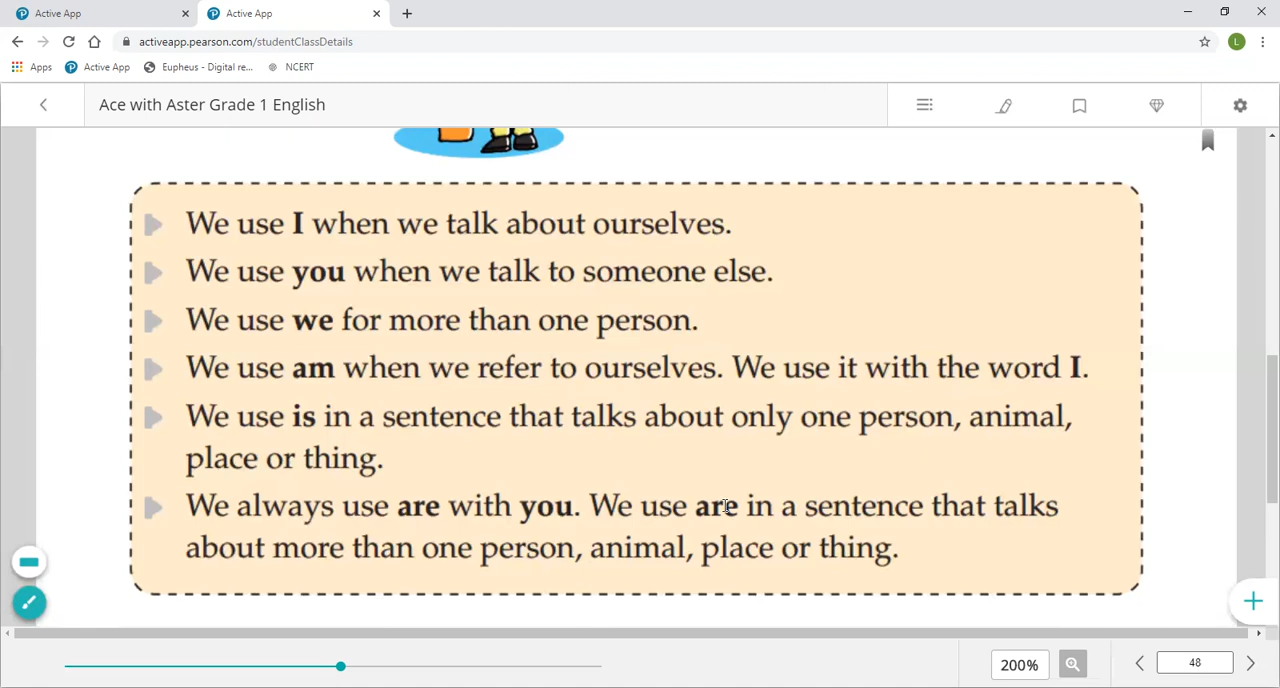 Active App
Active App
activeapp.pearson.com/studentClassDetails
L
Apps
Active App
Eupheus - Digital re...
NCERT
Ace with Aster Grade 1 English
We use I when we talk about ourselves.
We use you when we talk to someone else.
We use we for more than one person.
We use am when we refer to ourselves. We use it with the word I.
We use is in a sentence that talks about only one person, animal,
place or thing.
We always use are with you. We use are in a sentence that talks
about more than one person, animal, place or thing.
200%
48